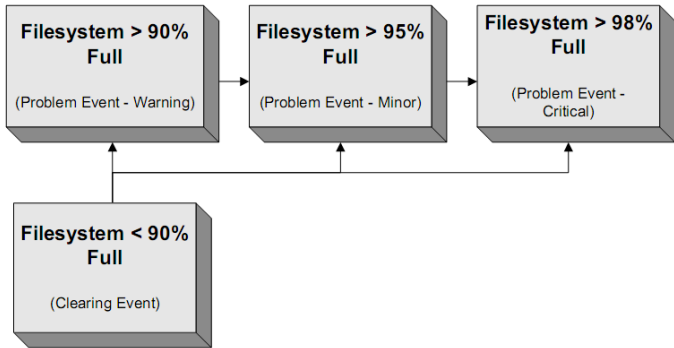 Filesystem > 90%
Full
(Problem Event - Warning)
Filesystem > 95%
Full
(Problem Event - Minor)
Filesystem > 98%
Full
(Problem Event -
Critical)
Filesystem < 90%
Full
(Clearing Event)